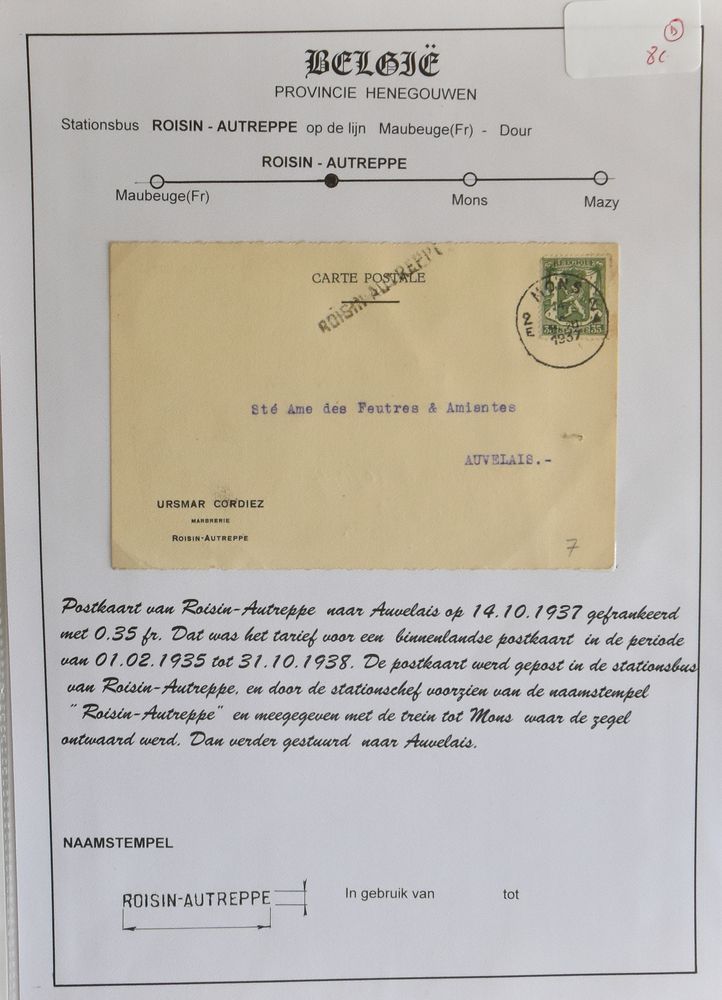 BELGIË
PROVINCIE HENEGOUWEN
Stationsbus ROISIN - AUTREPPE op de lijn Maubeuge(Fr) - Dour
ROISIN - AUTREPPE
Maubeuge(Fr)
Mons
Mazy
CARTE POSTALE
ROISIN-AUTREPPE
BELGIQUE
35 35
MONS 2
2 E
1937
Sté Ame des Feutres & Amiantes
AUVELAIS.-
URSMAR CORDIEZ
MARBRERIE
ROISIN-AUTREPPE
7
Postkaart van Roisin-Autreppe naar Auvelais op 14.10.1937 gefrankeerd
met 0.35 fr. Dat was het tarief voor een binnenlandse postkaart in de periode
van 01.02.1935 tot 31.10.1938. De postkaart werd gepost in de stationsbus
van Roisin-Autreppe, en door de stationschef voorzien van de naamstempel
"Roisin-Autreppe" en meegegeven met de trein tot Mons waar de zegel
ontwaard werd. Dan verder gestuurd naar Auvelais.
NAAMSTEMPEL
ROISIN-AUTREPPE
In gebruik van tot